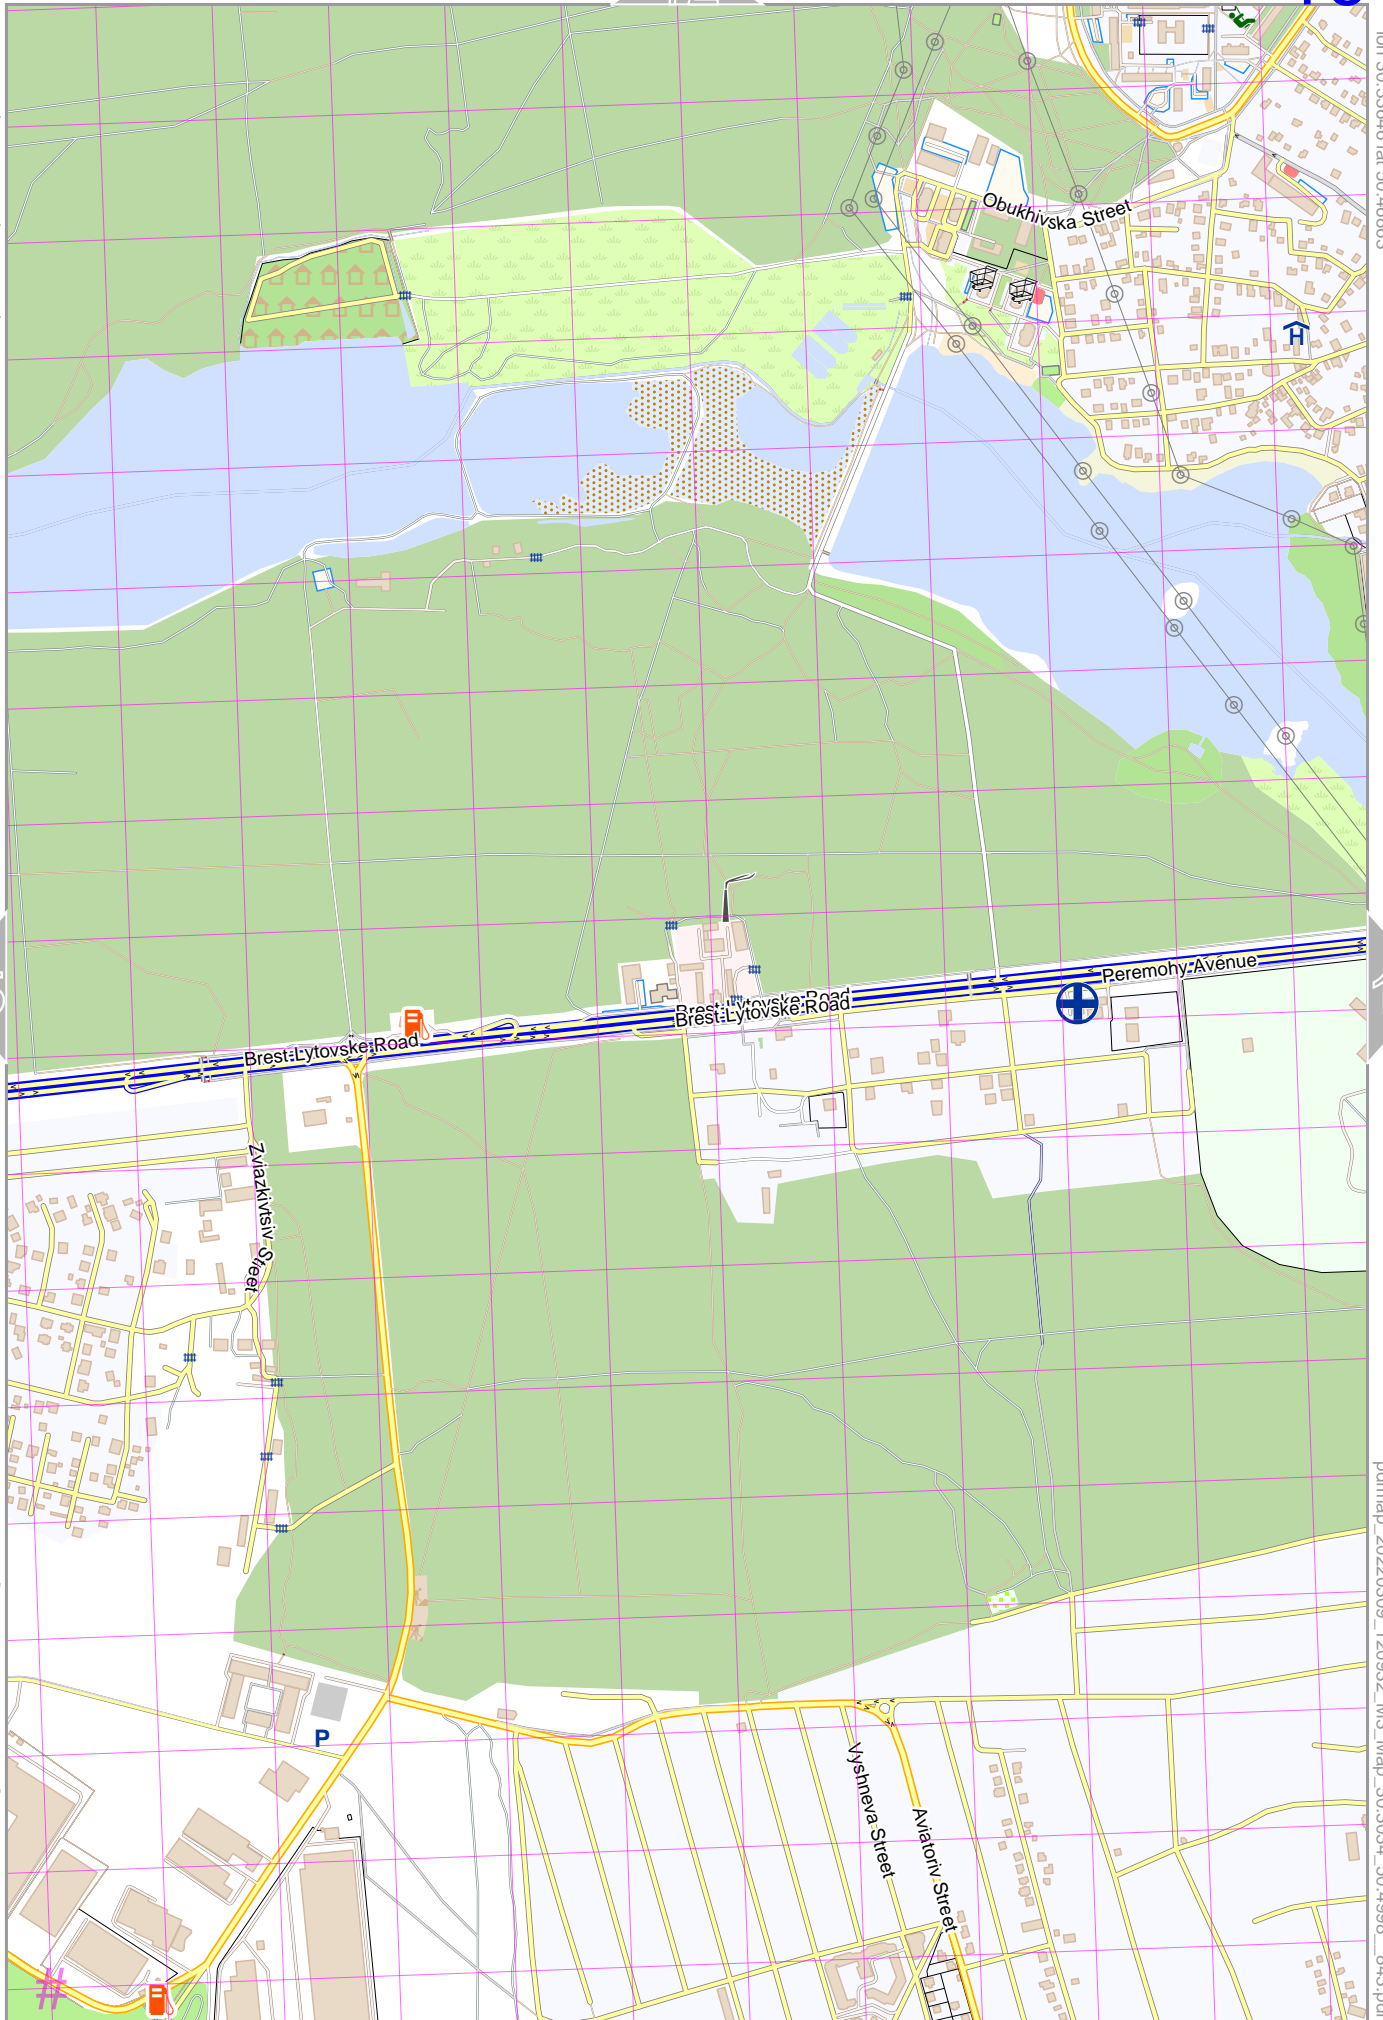 Obukhivska Street
H
Peremohy Avenue
Brest-Lytovske Road
Brest-Lytovske Road
Brest-Lytovske Road
Zviazkivtsiv Street
P
Vyshneva Street
Aviatoriv Street
#